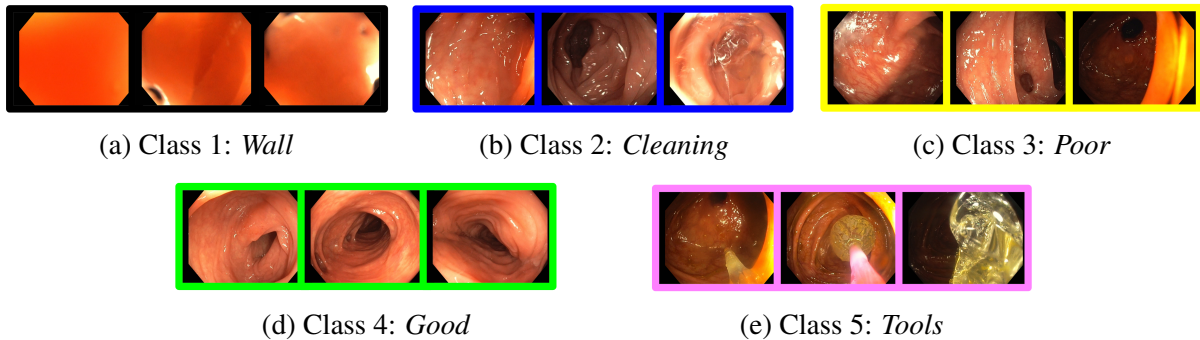 (a) Class 1: Wall
(b) Class 2: Cleaning
(c) Class 3: Poor
(d) Class 4: Good
(e) Class 5: Tools